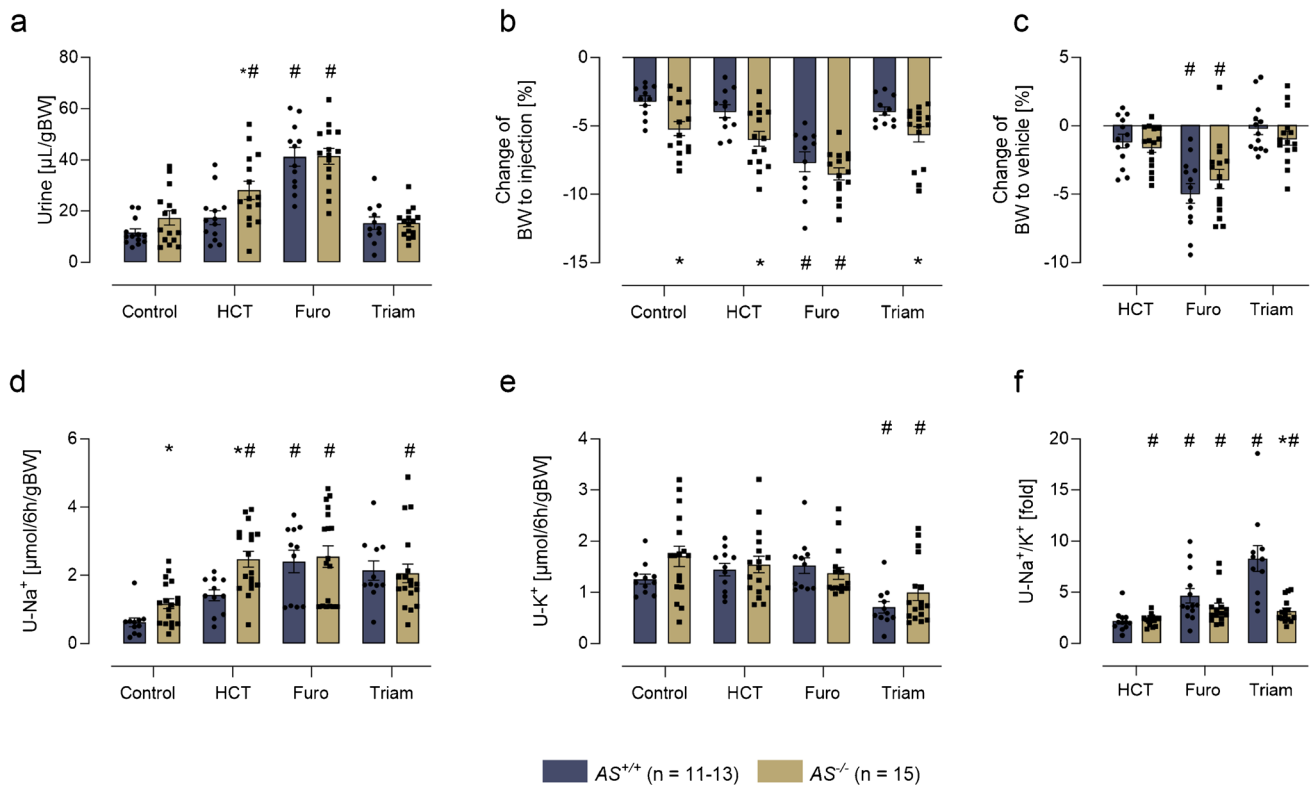 a
Urine [µL/gBW]
80
60
40
20
0
*# # #
Control HCT Furo Triam
b
Change of
BW to injection [%]
0
-5
-10
-15
* * # # *
Control HCT Furo Triam
c
Change of
BW to vehicle [%]
5
0
-5
-10
# #
HCT Furo Triam
d
U-Na⁺ [µmol/6h/gBW]
6
4
2
0
* *# # # #
Control HCT Furo Triam
e
U-K⁺ [µmol/6h/gBW]
4
3
2
1
0
# #
Control HCT Furo Triam
f
U-Na⁺/K⁺ [fold]
20
15
10
5
0
# # # # *#
HCT Furo Triam
AS⁺/⁺ (n = 11-13) AS⁻/⁻ (n = 15)